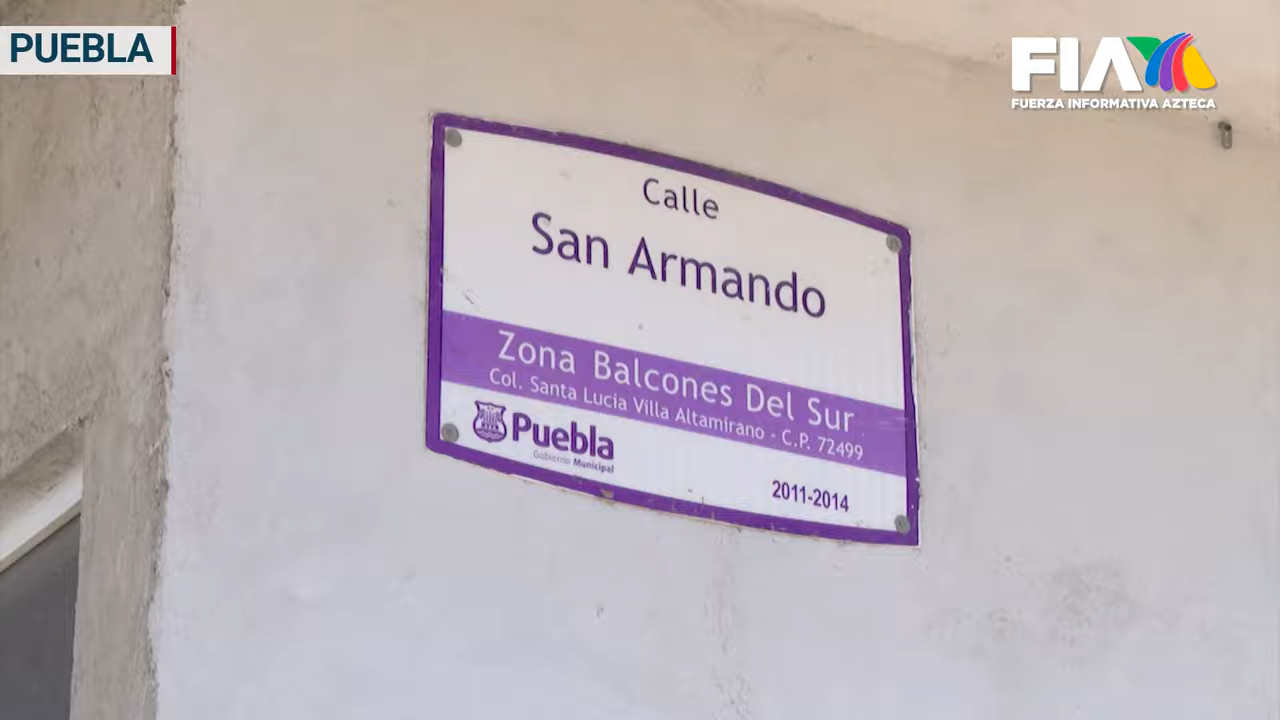 PUEBLA
FIA
FUERZA INFORMATIVA AZTECA
Calle
San Armando
Zona Balcones Del Sur
Col. Santa Lucia Villa Altamirano - C.P. 72499
Puebla
Gobierno Municipal
2011-2014